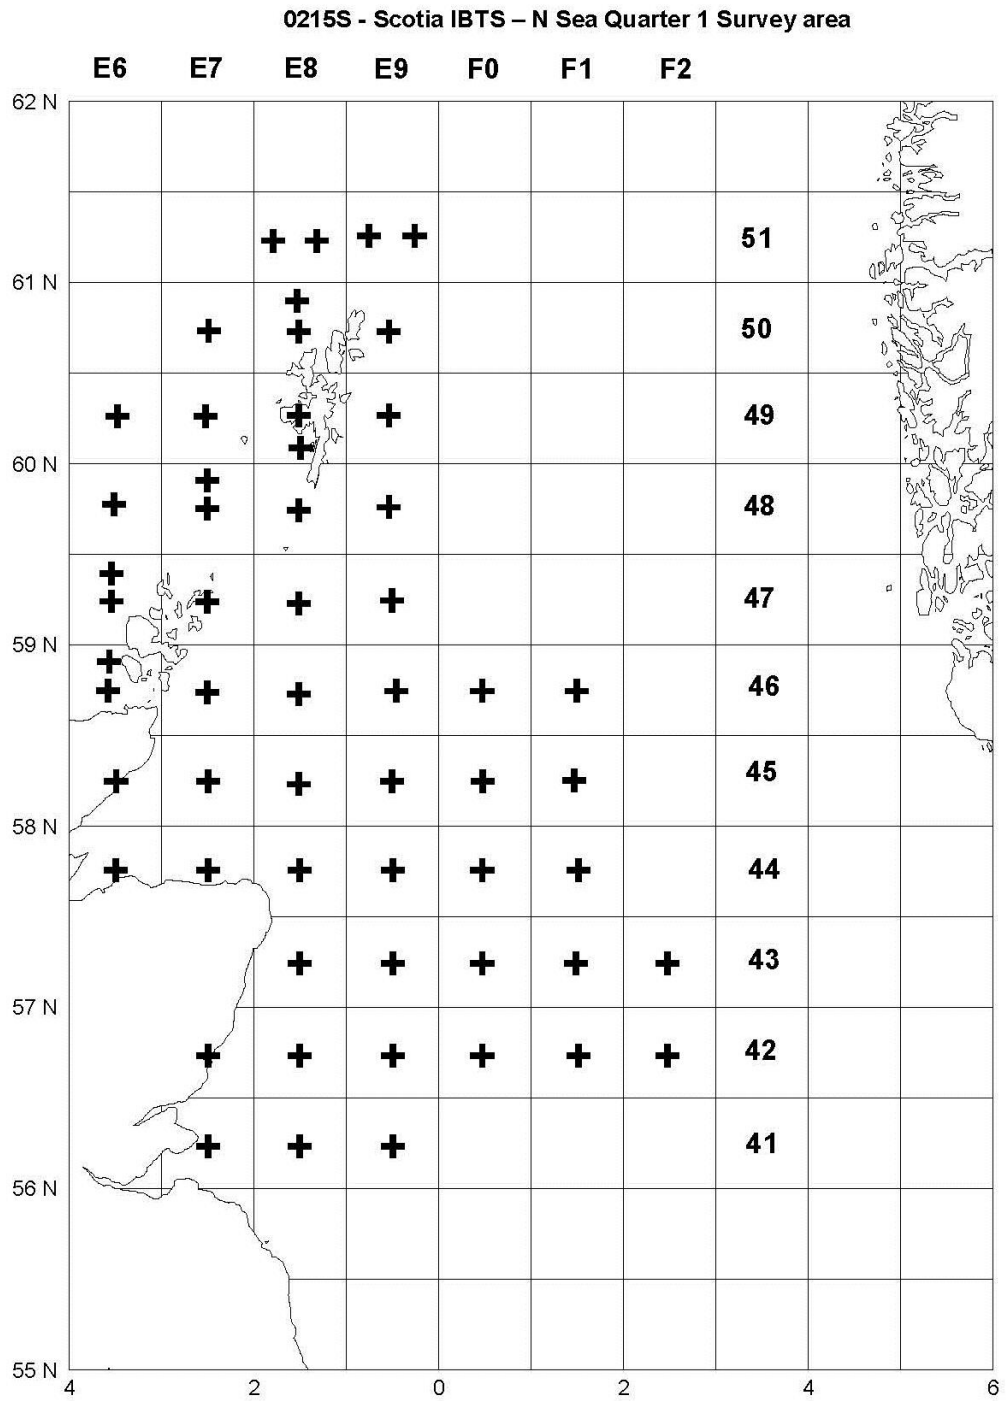 0215S - Scotia IBTS – N Sea Quarter 1 Survey area
E6 E7 E8 E9 F0 F1 F2
62 N
51
61 N
50
49
60 N
48
47
59 N
46
45
58 N
44
43
57 N
42
41
56 N
55 N
4 2 0 2 4 6